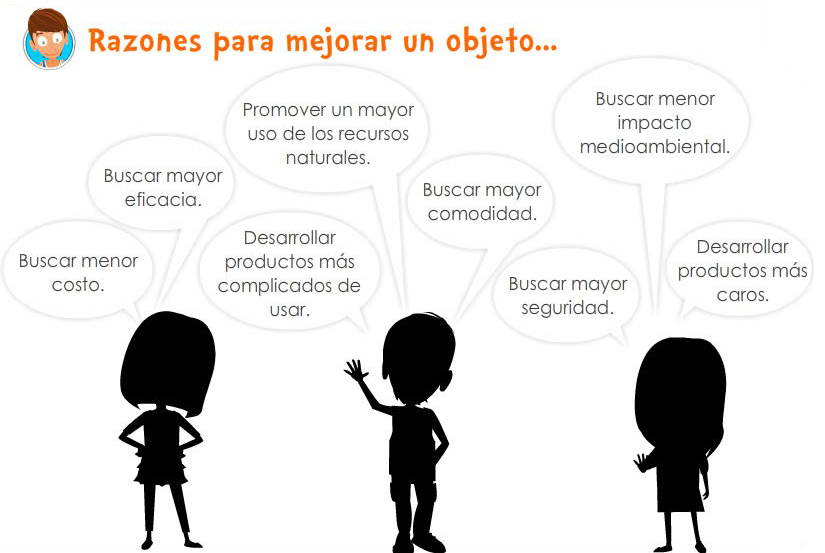 Razones para mejorar un objeto...
Buscar menor
costo.
Buscar mayor
eficacia.
Promover un mayor
uso de los recursos
naturales.
Desarrollar
productos más
complicados de
usar.
Buscar mayor
comodidad.
Buscar mayor
seguridad.
Buscar menor
impacto
medioambiental.
Desarrollar
productos más
caros.